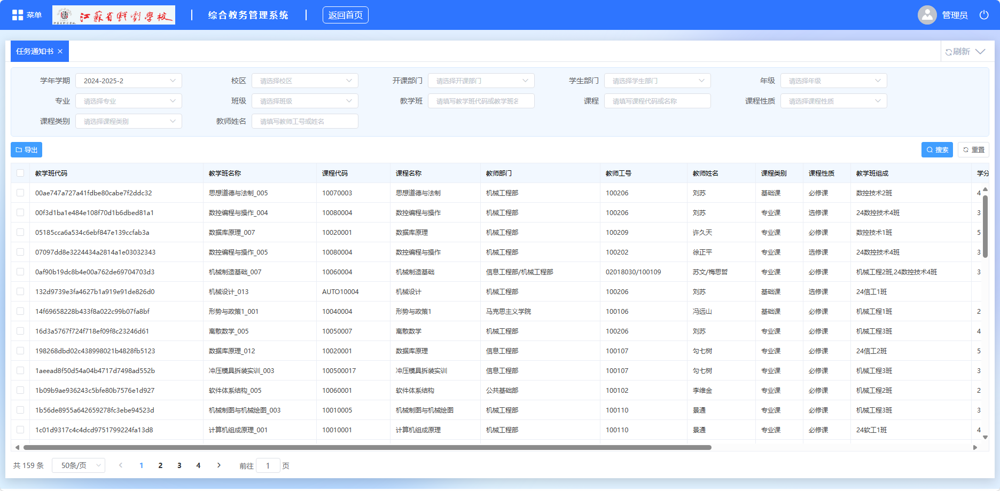 菜单 江苏省戏剧学校 综合教务管理系统 返回首页 管理员
任务通知书 刷新
学年学期 2024-2025-2 校区 请选择校区 开课部门 请选择开课部门 学生部门 请选择学生部门 年级 请选择年级
专业 请选择专业 班级 请选择班级 教学班 请填写教学班代码或教学班名 课程 请填写课程代码或名称 课程性质 请选择课程性质
课程类别 请选择课程类别 教师姓名 请填写教师工号或姓名
导出 搜索 重置
教学班代码 教学班名称 课程代码 课程名称 教师部门 教师工号 教师姓名 课程类别 课程性质 教学班组成 学分
00ae747a727a41fdbe80cabe7f2ddc32 思想道德与法制_005 10070003 思想道德与法制 机械工程部 100206 刘苏 基础课 必修课 数控技术2班 4
00f3d1ba1e484e108f70d1b6dbed81a1 数控编程与操作_004 10080004 数控编程与操作 机械工程部 100206 刘苏 专业课 选修课 24数控技术4班 3
05185cca6a534c6ebf847e139ccfab3a 数据库原理_007 10020001 数据库原理 机械工程部 100209 许久天 专业课 必修课 数控技术1班 5
07097dd8e3224434a2814a1e03032343 数控编程与操作_005 10080004 数控编程与操作 机械工程部 100202 徐正平 专业课 选修课 24数控技术4班 3
0af90b19dc8b4e00a762de69704703d3 机械制造基础_007 10060004 机械制造基础 信息工程部/机械工程部 02018030/100109 苏文/梅思哲 专业课 必修课 机械工程2班,24数控技术4班 3
132d9739e3fa4627b1a919e91de826d0 机械设计_013 AUTO10004 机械设计 机械工程部 100206 刘苏 基础课 选修课 24信工1班
14f69658228b433f8a022c99b07fa8bf 形势与政策1_001 10040004 形势与政策1 马克思主义学院 100106 冯远山 基础课 必修课 机械工程1班 2
16d3a5767f724f718ef09f8c23246d61 离散数学_005 10050007 离散数学 机械工程部 100206 刘苏 专业课 必修课 机械工程3班 4
198268dbd02c438998021b4828fb5123 数据库原理_012 10020001 数据库原理 信息工程部 100107 勾七树 专业课 必修课 24信工2班 5
1aeead8f50d54a04b4717d7498ad552b 冲压模具拆装实训_003 100500017 冲压模具拆装实训 信息工程部 100107 勾七树 专业课 必修课 机械工程3班 3
1b09b9ae936243c5bfe80b7576e1d927 软件体系结构_005 10060001 软件体系结构 公共基础部 100102 李维金 专业课 必修课 机械工程2班 2
1b56de8955a642659278fc3ebe94523d 机械制图与机械绘图_003 10010005 机械制图与机械绘图 机械工程部 100110 景通 专业课 必修课 机械工程3班 3
1c01d9317c4c4dcd9751799224fa13d8 计算机组成原理_001 10010001 计算机组成原理 机械工程部 100110 景通 专业课 必修课 24软工1班 4
共 159 条 50条/页 1 2 3 4 前往 1 页